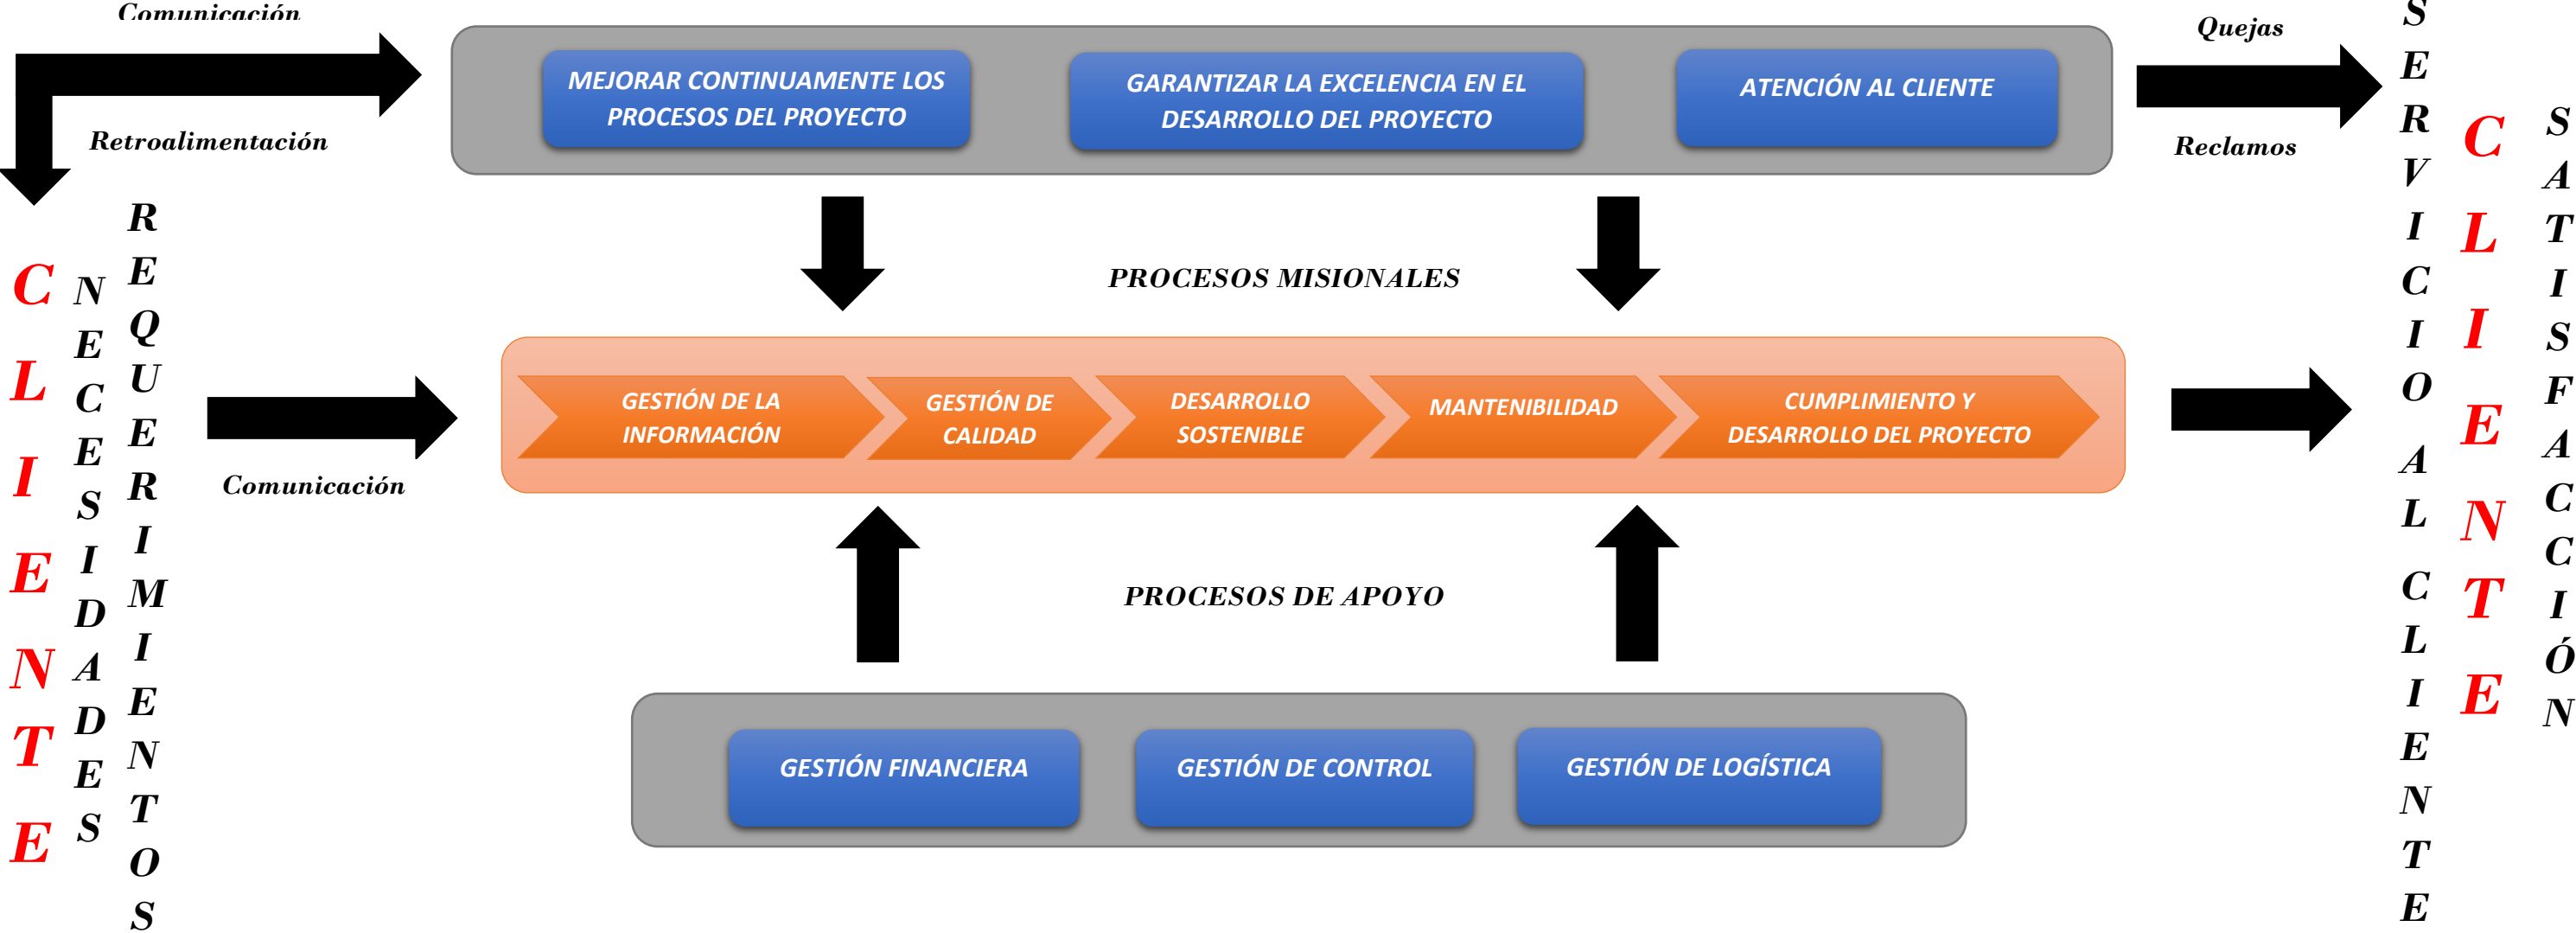 Comunicación
Retroalimentación
CLIENTE
NECESIDADES
REQUERIMIENTOS
Comunicación
MEJORAR CONTINUAMENTE LOS
PROCESOS DEL PROYECTO
GARANTIZAR LA EXCELENCIA EN EL
DESARROLLO DEL PROYECTO
ATENCIÓN AL CLIENTE
PROCESOS MISIONALES
GESTIÓN DE LA
INFORMACIÓN
GESTIÓN DE
CALIDAD
DESARROLLO
SOSTENIBLE
MANTENIBILIDAD
CUMPLIMIENTO Y
DESARROLLO DEL PROYECTO
PROCESOS DE APOYO
GESTIÓN FINANCIERA
GESTIÓN DE CONTROL
GESTIÓN DE LOGÍSTICA
Quejas
Reclamos
SERVICIO AL CLIENTE
CLIENTE
SATISFACCIÓN